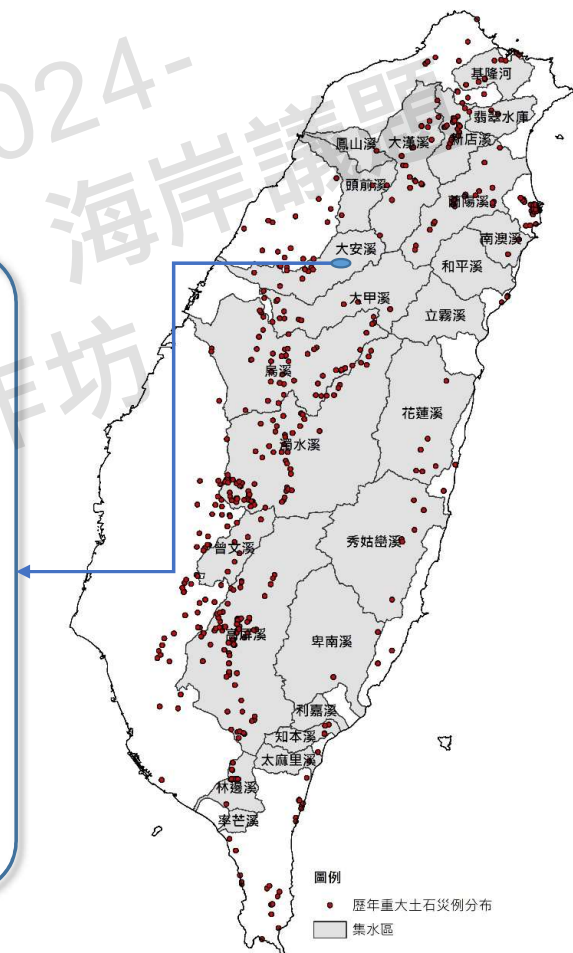 024-
海岸議題
作坊
基隆河
翡翠水庫
鳳山溪
大漢溪
新店溪
頭前溪
蘭陽溪
南澳溪
大安溪
和平溪
大甲溪
立霧溪
烏溪
花蓮溪
濁水溪
秀姑巒溪
曾文溪
高屏溪
卑南溪
利嘉溪
知本溪
太麻里溪
林邊溪
率芒溪
圖例
歷年重大土石災例分布
集水區